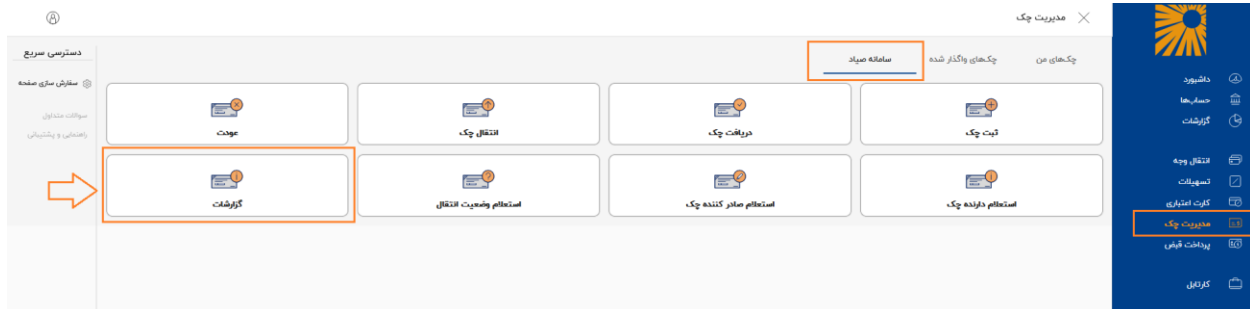 مدیریت چک
چک‌های من
چک‌های واگذار شده
سامانه صیاد
ثبت چک
دریافت چک
انتقال چک
عودت
استعلام دارنده چک
استعلام صادر کننده چک
استعلام وضعیت انتقال
گزارشات
داشبورد
حساب‌ها
گزارشات
انتقال وجه
تسهیلات
کارت اعتباری
مدیریت چک
پرداخت قبض
کارتابل
دسترسی سریع
سفارش سازی صفحه
سوالات متداول
راهنمایی و پشتیبانی